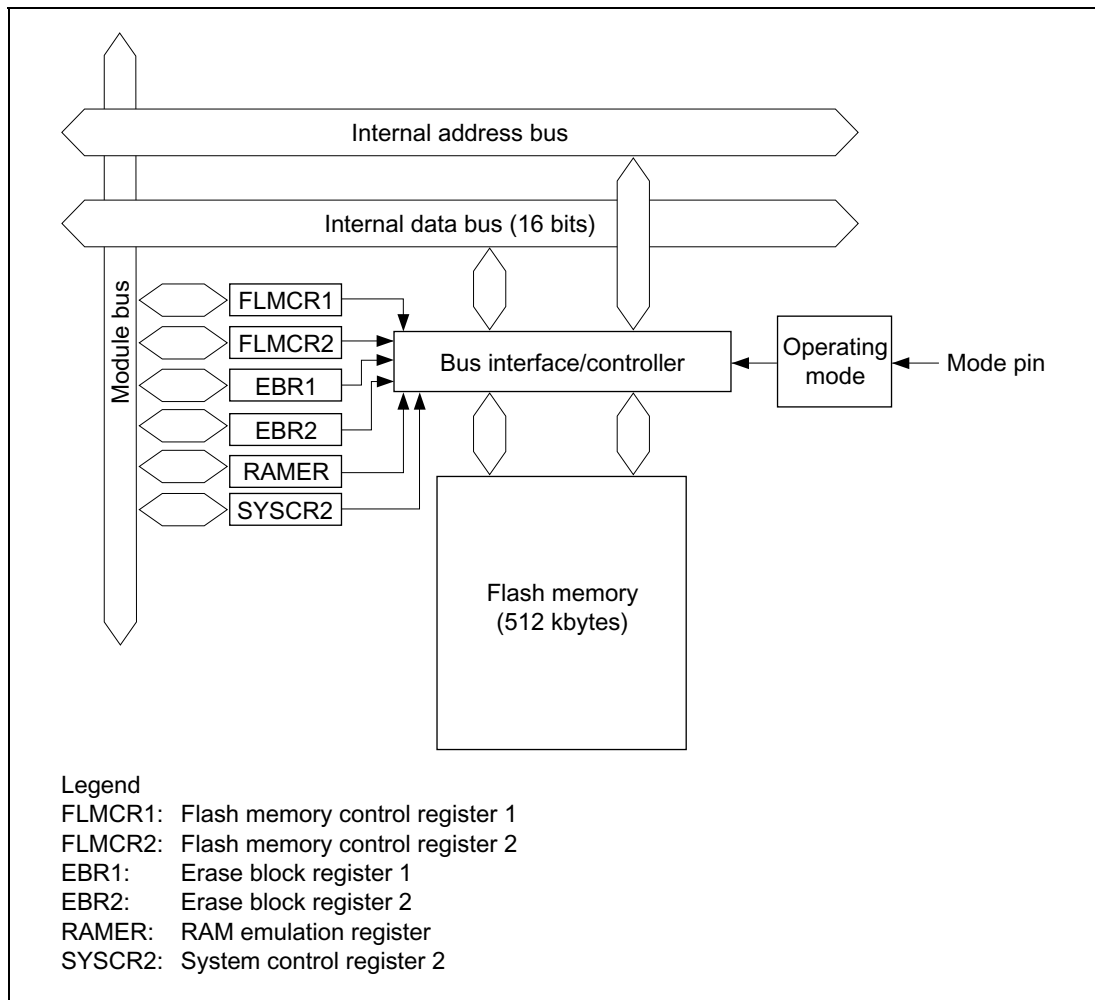 Internal address bus
Internal data bus (16 bits)
Module bus
FLMCR1
FLMCR2
EBR1
EBR2
RAMER
SYSCR2
Bus interface/controller
Operating
mode
Mode pin
Flash memory
(512 kbytes)
Legend
FLMCR1: Flash memory control register 1
FLMCR2: Flash memory control register 2
EBR1: Erase block register 1
EBR2: Erase block register 2
RAMER: RAM emulation register
SYSCR2: System control register 2